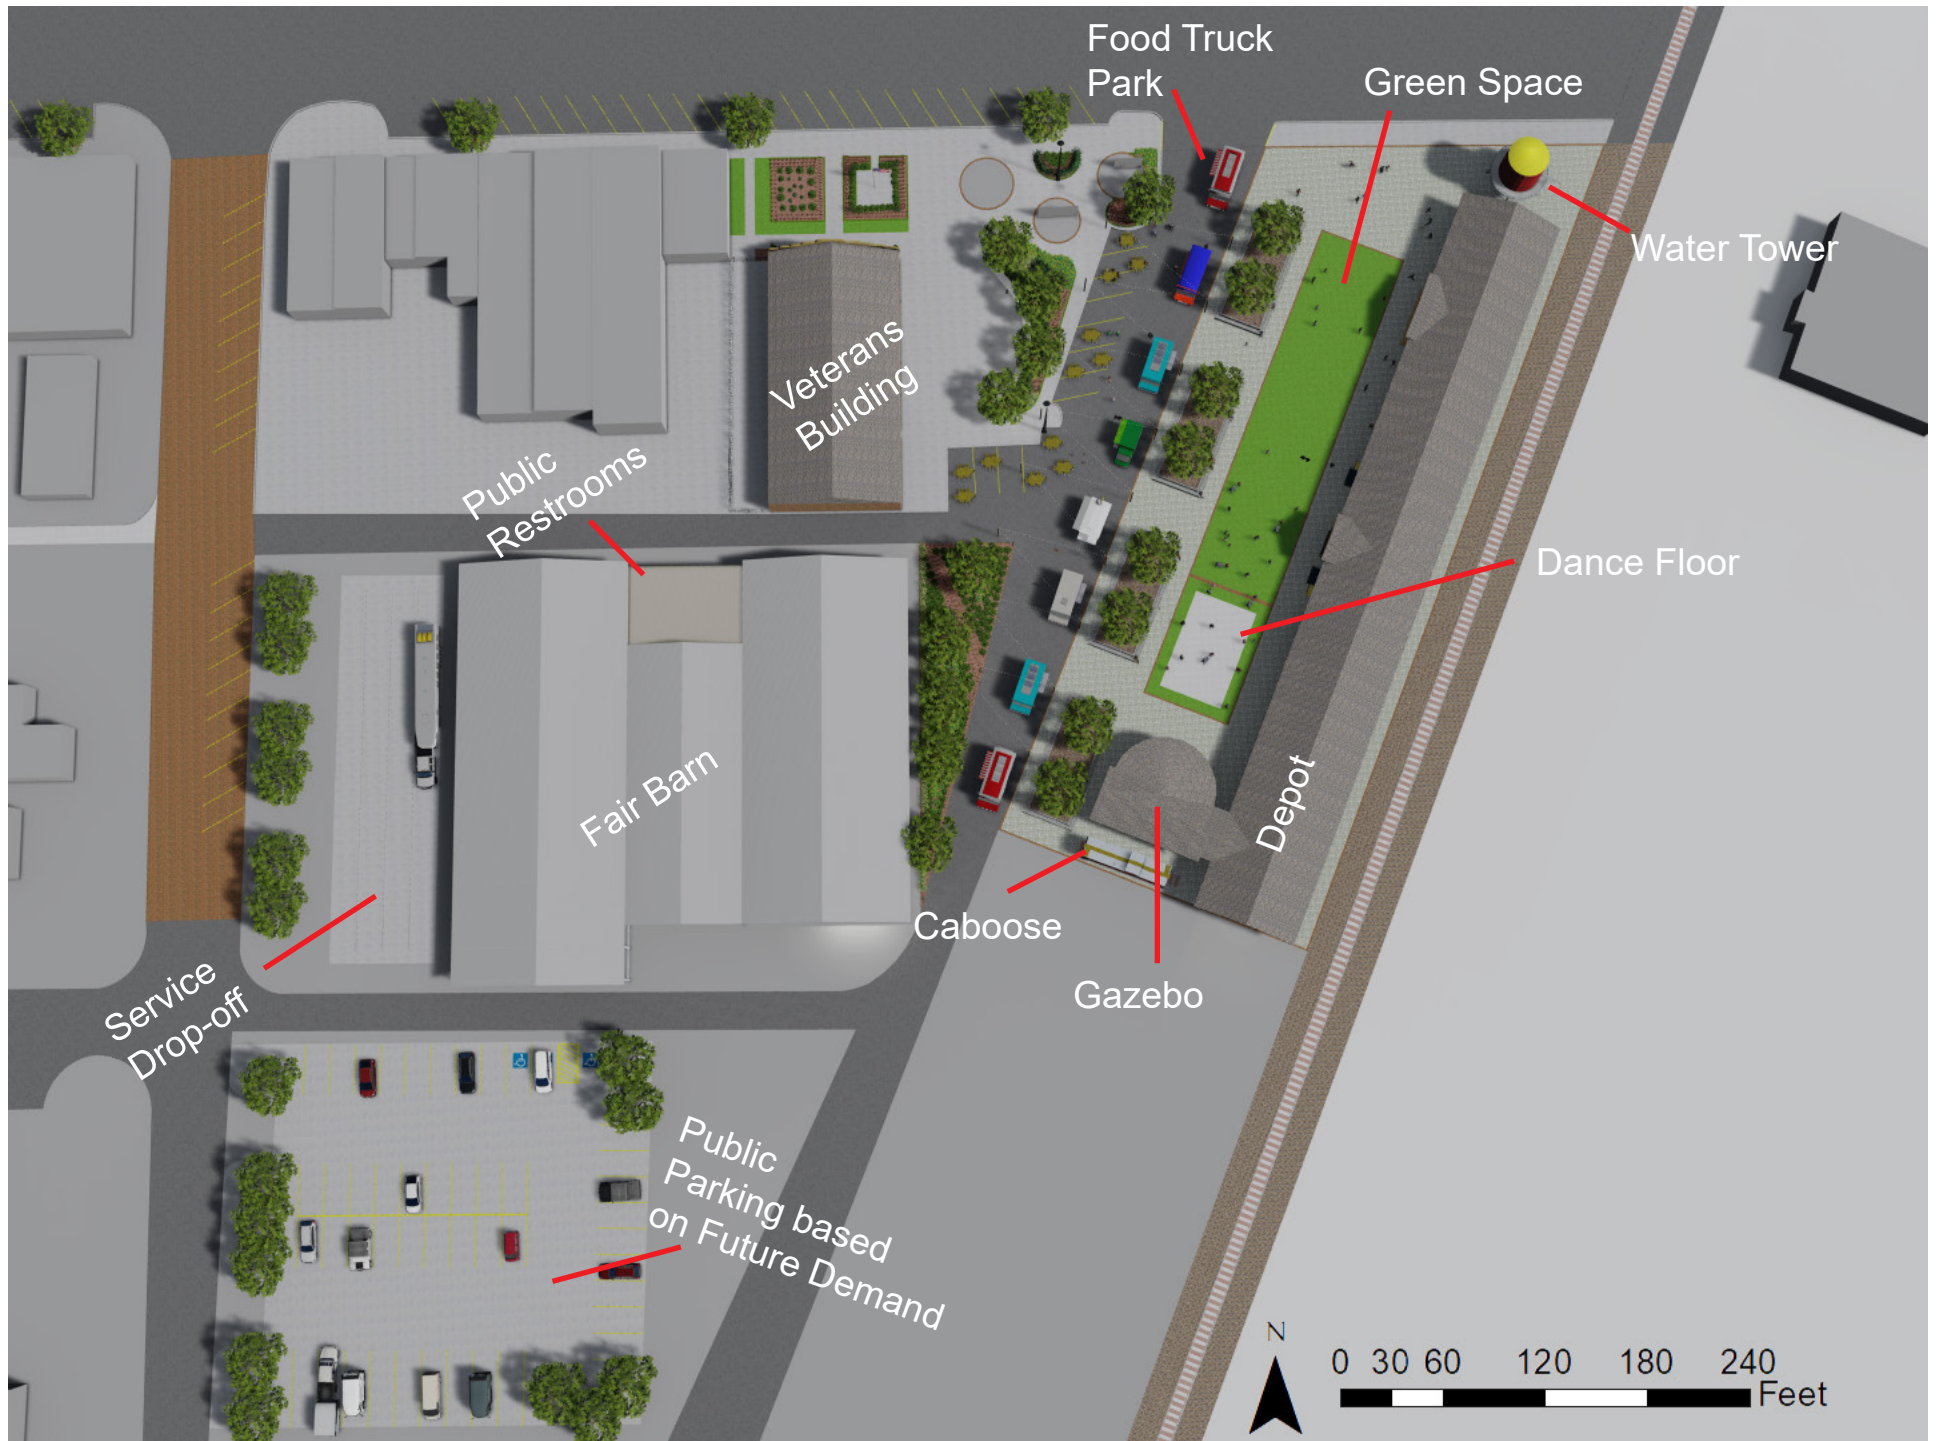 Food Truck
Park
Green Space
Water Tower
Veterans
Building
Public
Restrooms
Dance Floor
Fair Barn
Depot
Caboose
Gazebo
Service
Drop-off
Public
Parking based
on Future Demand
N
0 30 60 120 180 240
Feet